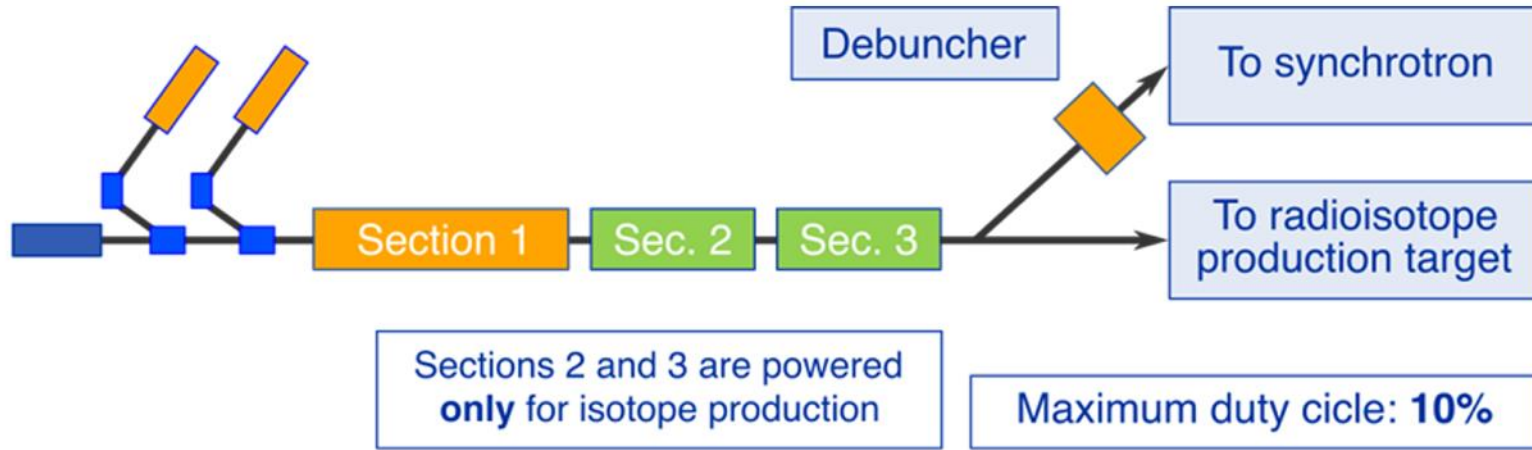 Debuncher
To synchrotron
Section 1
Sec. 2
Sec. 3
To radioisotope
production target
Sections 2 and 3 are powered
only for isotope production
Maximum duty cicle: 10%